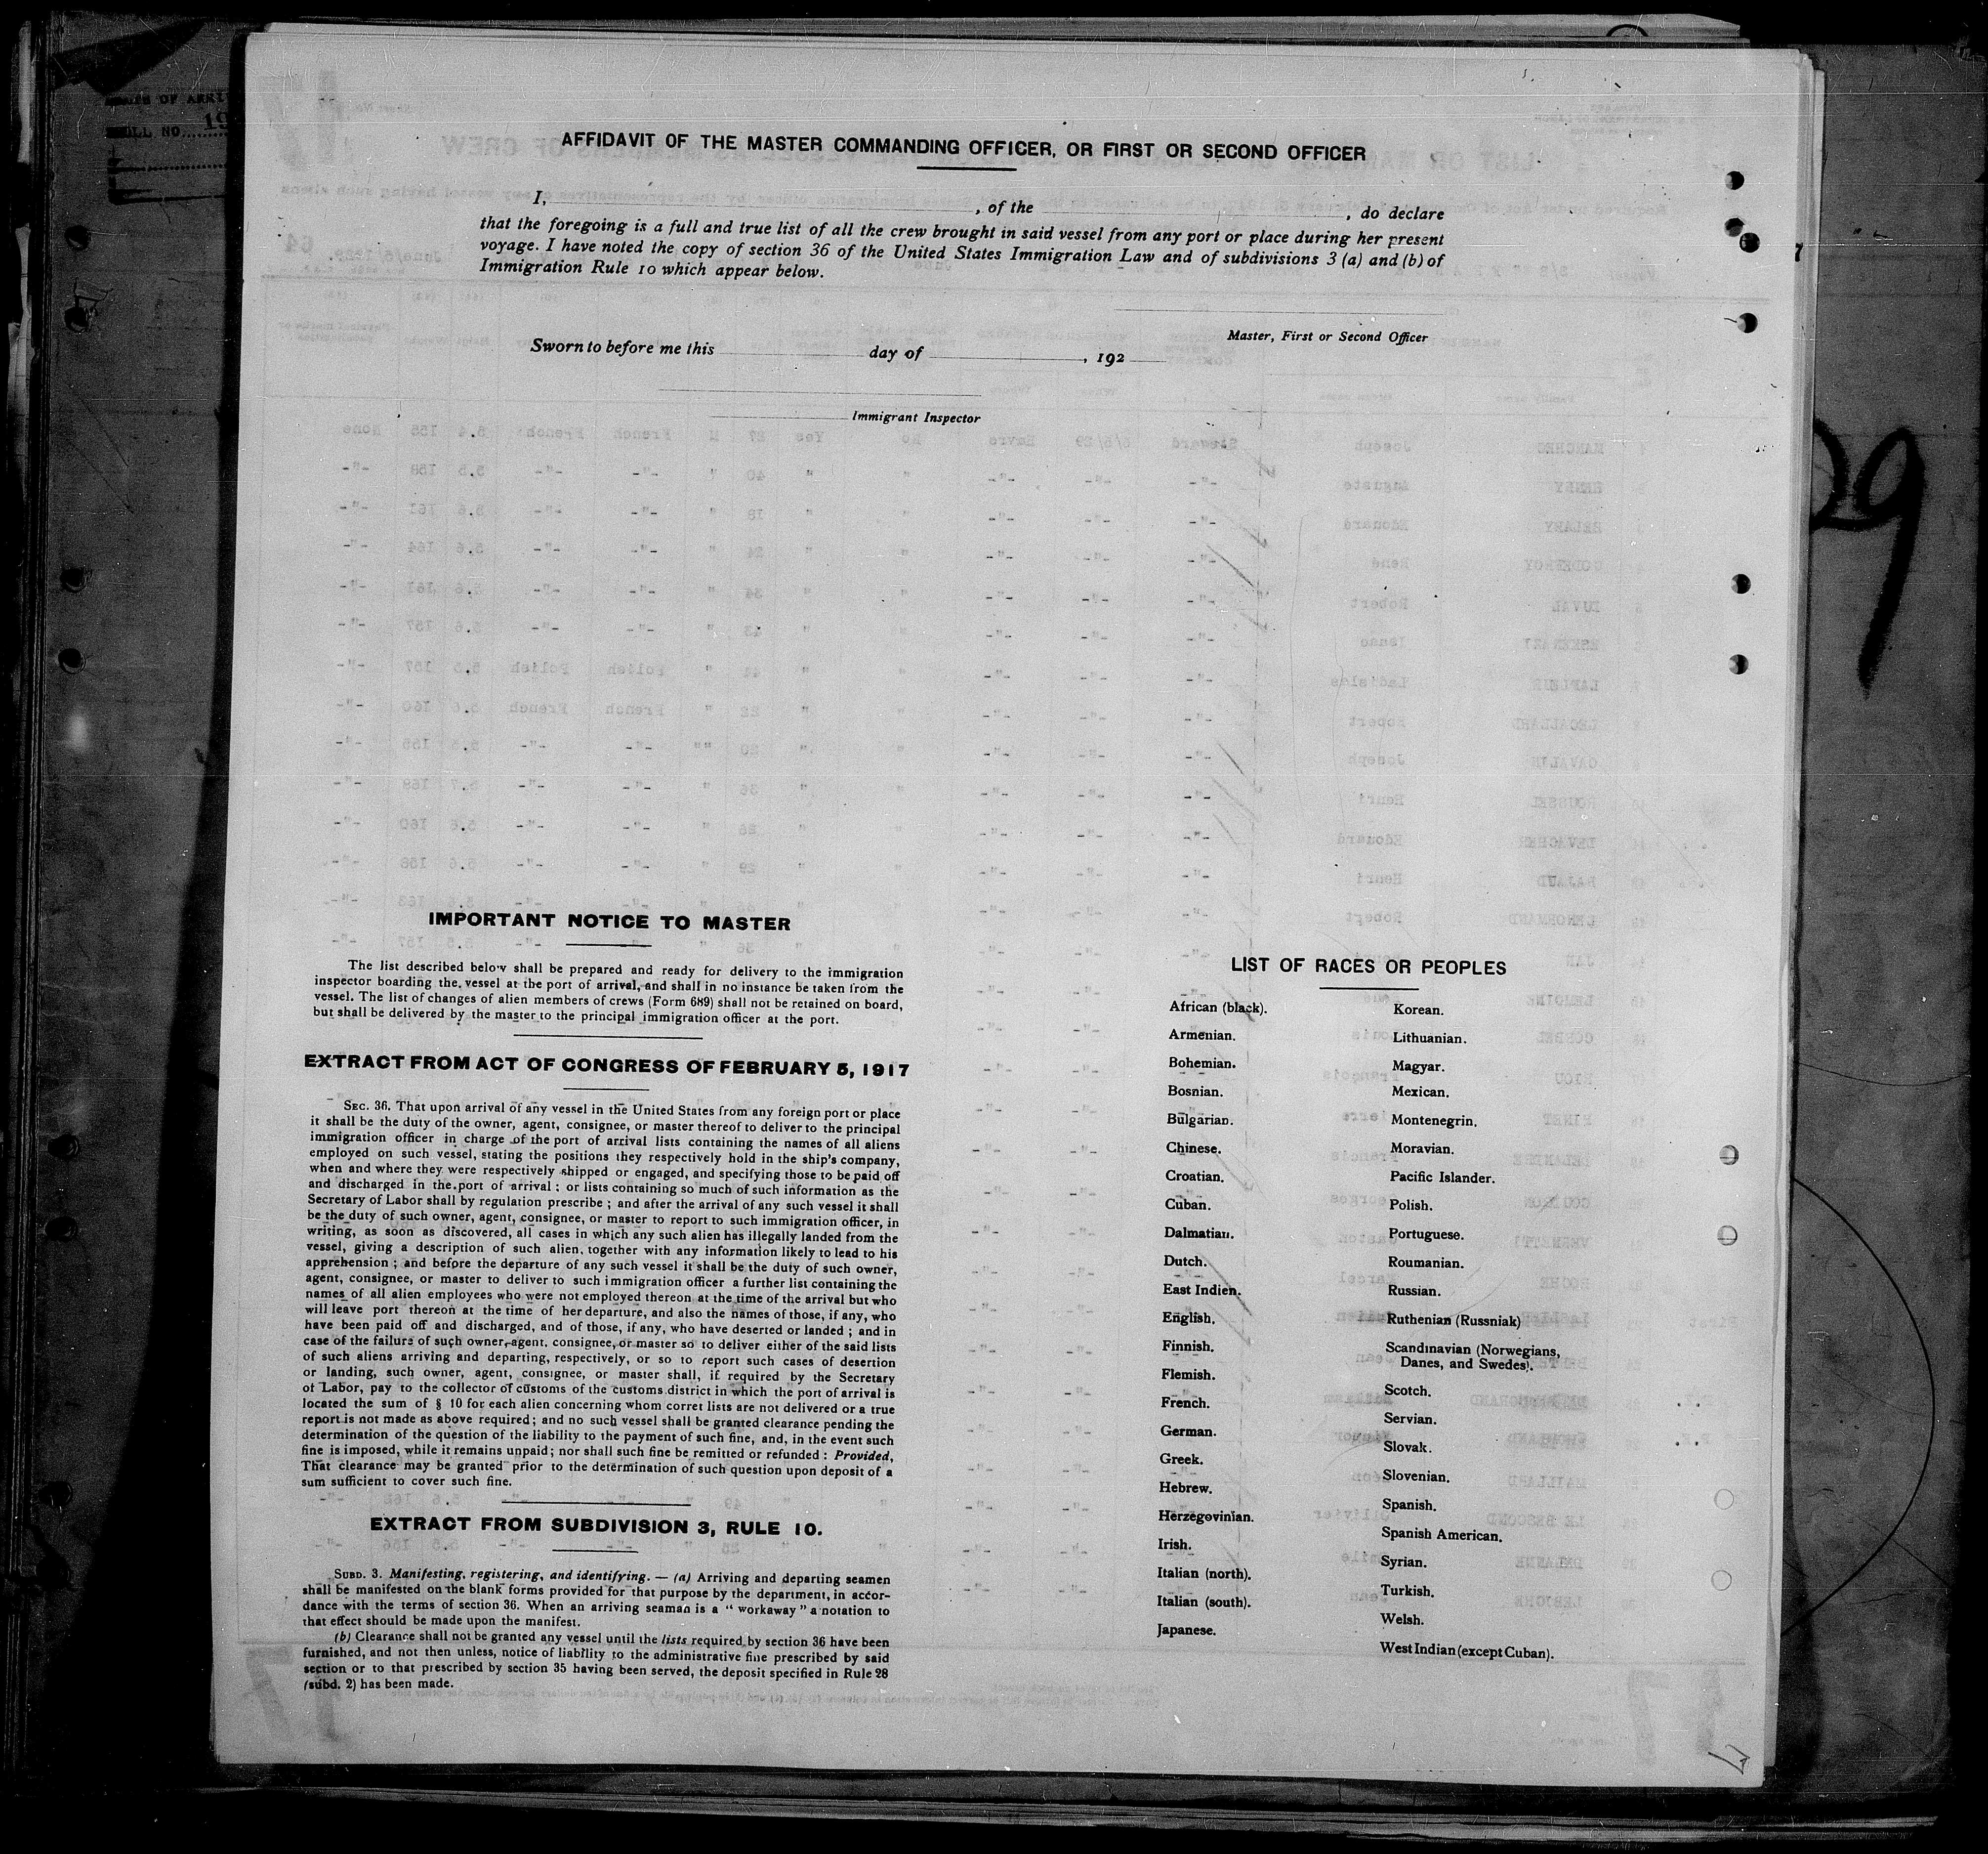 AFFIDAVIT OF THE MASTER COMMANDING OFFICER, OR FIRST OR SECOND OFFICER
I, , of the , do declare
that the foregoing is a full and true list of all the crew brought in said vessel from any port or place during her present
voyage. I have noted the copy of section 36 of the United States Immigration Law and of subdivisions 3 (a) and (b) of
Immigration Rule 10 which appear below.
Master, First or Second Officer
Sworn to before me this day of , 192
Immigrant Inspector
IMPORTANT NOTICE TO MASTER
The list described below shall be prepared and ready for delivery to the immigration
inspector boarding the vessel at the port of arrival, and shall in no instance be taken from the
vessel. The list of changes of alien members of crews (Form 689) shall not be retained on board,
but shall be delivered by the master to the principal immigration officer at the port.
EXTRACT FROM ACT OF CONGRESS OF FEBRUARY 5, 1917
SEC. 36. That upon arrival of any vessel in the United States from any foreign port or place
it shall be the duty of the owner, agent, consignee, or master thereof to deliver to the principal
immigration officer in charge of the port of arrival lists containing the names of all aliens
employed on such vessel, stating the positions they respectively hold in the ship's company,
when and where they were respectively shipped or engaged, and specifying those to be paid off
and discharged in the port of arrival ; or lists containing so much of such information as the
Secretary of Labor shall by regulation prescribe ; and after the arrival of any such vessel it shall
be the duty of such owner, agent, consignee, or master to report to such immigration officer, in
writing, as soon as discovered, all cases in which any such alien has illegally landed from the
vessel, giving a description of such alien, together with any information likely to lead to his
apprehension ; and before the departure of any such vessel it shall be the duty of such owner,
agent, consignee, or master to deliver to such immigration officer a further list containing the
names of all alien employees who were not employed thereon at the time of the arrival but who
will leave port thereon at the time of her departure, and also the names of those, if any, who
have been paid off and discharged, and of those, if any, who have deserted or landed ; and in
case of the failure of such owner, agent, consignee, or master so to deliver either of the said lists
of such aliens arriving and departing, respectively, or so to report such cases of desertion
or landing, such owner, agent, consignee, or master shall, if required by the Secretary
of Labor, pay to the collector of customs of the customs district in which the port of arrival is
located the sum of § 10 for each alien concerning whom corret lists are not delivered or a true
report is not made as above required ; and no such vessel shall be granted clearance pending the
determination of the question of the liability to the payment of such fine, and, in the event such
fine is imposed, while it remains unpaid ; nor shall such fine be remitted or refunded : Provided,
That clearance may be granted prior to the determination of such question upon deposit of a
sum sufficient to cover such fine.
EXTRACT FROM SUBDIVISION 3, RULE 10.
SUBD. 3. Manifesting, registering, and identifying. — (a) Arriving and departing seamen
shall be manifested on the blank forms provided for that purpose by the department, in accor-
dance with the terms of section 36. When an arriving seaman is a " workaway " a notation to
that effect should be made upon the manifest.
(b) Clearance shall not be granted any vessel until the lists required by section 36 have been
furnished, and not then unless, notice of liability to the administrative fine prescribed by said
section or to that prescribed by section 35 having been served, the deposit specified in Rule 28
(subd. 2) has been made.
LIST OF RACES OR PEOPLES
African (black).
Armenian.
Bohemian.
Bosnian.
Bulgarian.
Chinese.
Croatian.
Cuban.
Dalmatian.
Dutch.
East Indien.
English.
Finnish.
Flemish.
French.
German.
Greek.
Hebrew.
Herzegovinian.
Irish.
Italian (north).
Italian (south).
Japanese.
Korean.
Lithuanian.
Magyar.
Mexican.
Montenegrin.
Moravian.
Pacific Islander.
Polish.
Portuguese.
Roumanian.
Russian.
Ruthenian (Russniak)
Scandinavian (Norwegians,
Danes, and Swedes).
Scotch.
Servian.
Slovak.
Slovenian.
Spanish.
Spanish American.
Syrian.
Turkish.
Welsh.
West Indian (except Cuban).